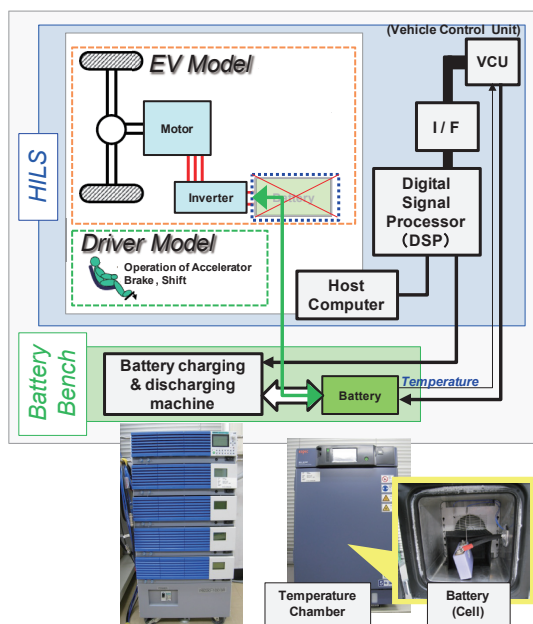 (Vehicle Control Unit)
VCU
EV Model
Motor
I / F
HILS
Inverter
Battery
Digital
Signal
Processor
(DSP)
Driver Model
Operation of Accelerator
Brake , Shift
Host
Computer
Battery
Bench
Battery charging
& discharging
machine
Temperature
Battery
Temperature
Chamber
Battery
(Cell)